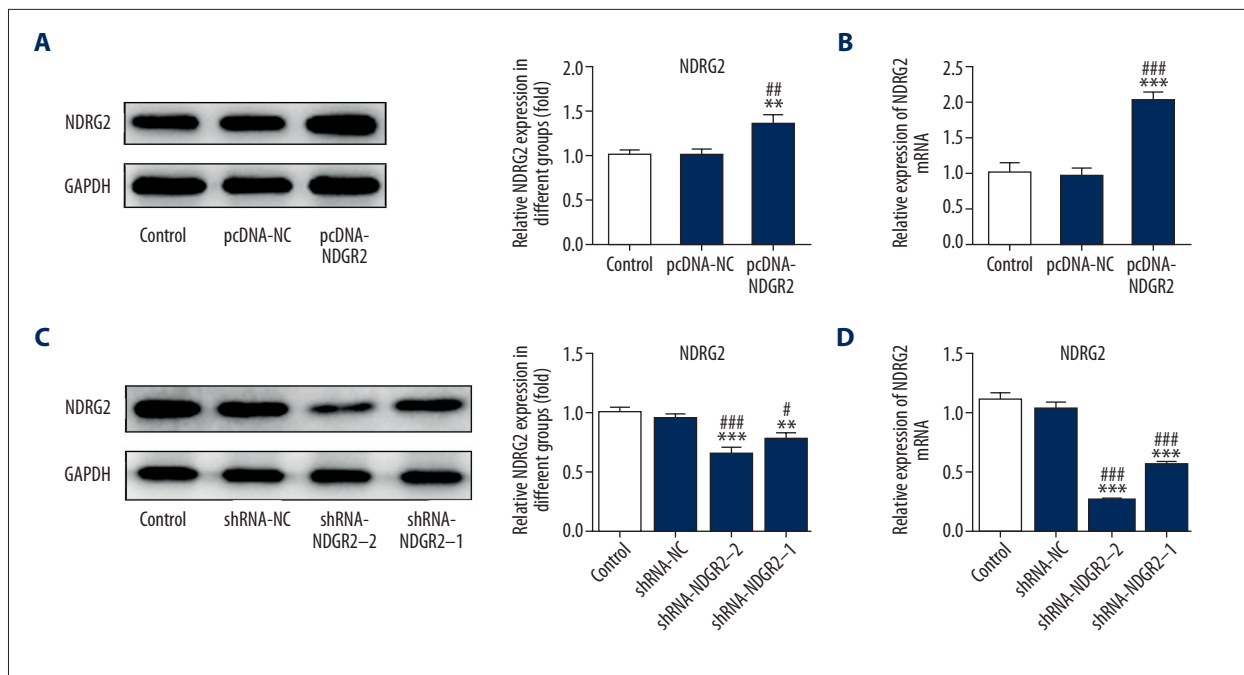 A
NDRG2
GAPDH
Control
pcDNA-NC
pcDNA-
NDGR2
Relative NDRG2 expression in
different groups (fold)
NDRG2
2.0
1.5
1.0
0.5
0.0
##
**
Control
pcDNA-NC
pcDNA-
NDGR2
B
Relative expression of NDRG2
mRNA
2.5
2.0
1.5
1.0
0.5
0.0
###
***
Control
pcDNA-NC
pcDNA-
NDGR2
C
NDRG2
GAPDH
Control
shRNA-NC
shRNA-
NDGR2–2
shRNA-
NDGR2–1
Relative NDRG2 expression in
different groups (fold)
NDRG2
1.5
1.0
0.5
0.0
###
***
#
**
Control
shRNA-NC
shRNA-NDGR2–2
shRNA-NDGR2–1
D
Relative expression of NDRG2
mRNA
NDRG2
1.5
1.0
0.5
0.0
###
***
###
***
Control
shRNA-NC
shRNA-NDGR2–2
shRNA-NDGR2–1